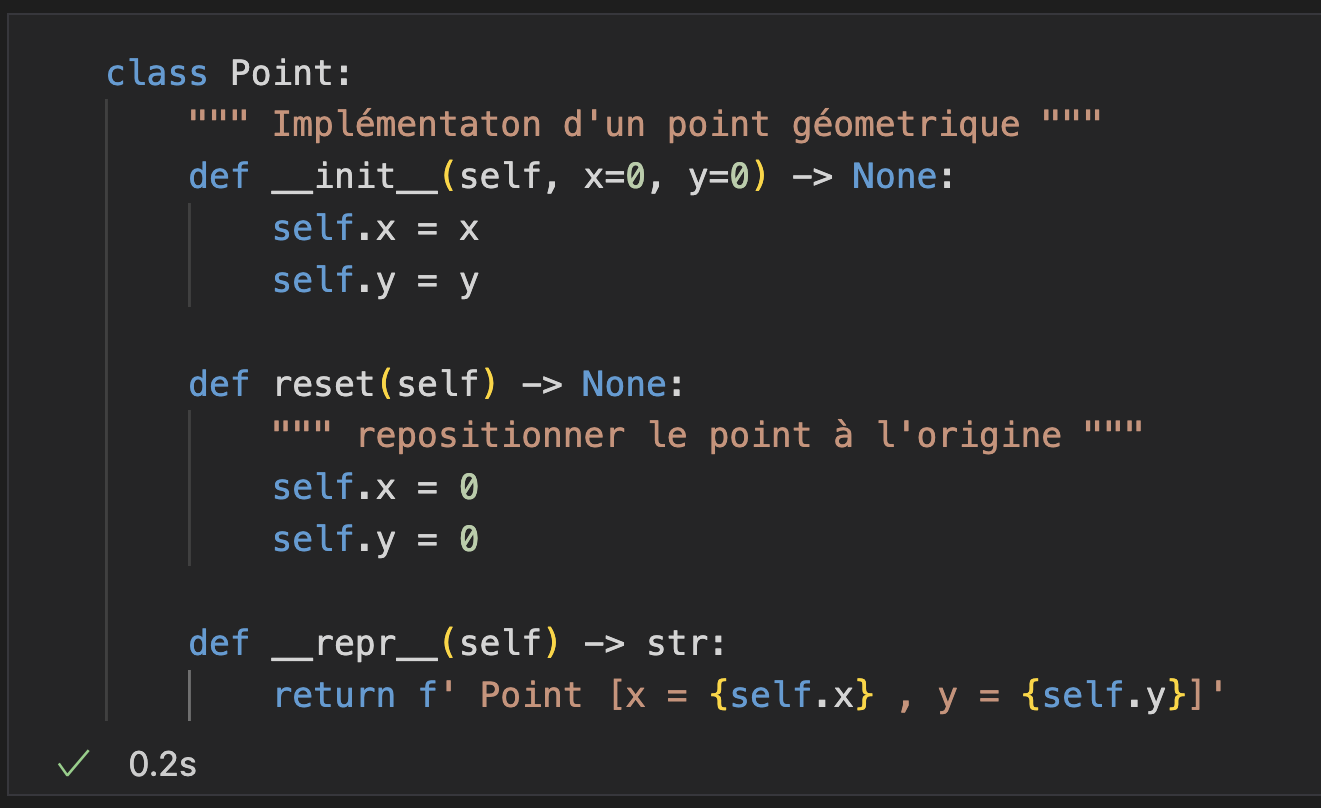 class Point:
    """ Implémentaton d'un point géometrique """
    def __init__(self, x=0, y=0) -> None:
        self.x = x
        self.y = y
    def reset(self) -> None:
        """ repositionner le point à l'origine """
        self.x = 0
        self.y = 0
    def __repr__(self) -> str:
        return f' Point [x = {self.x} , y = {self.y}]'
✓ 0.2s